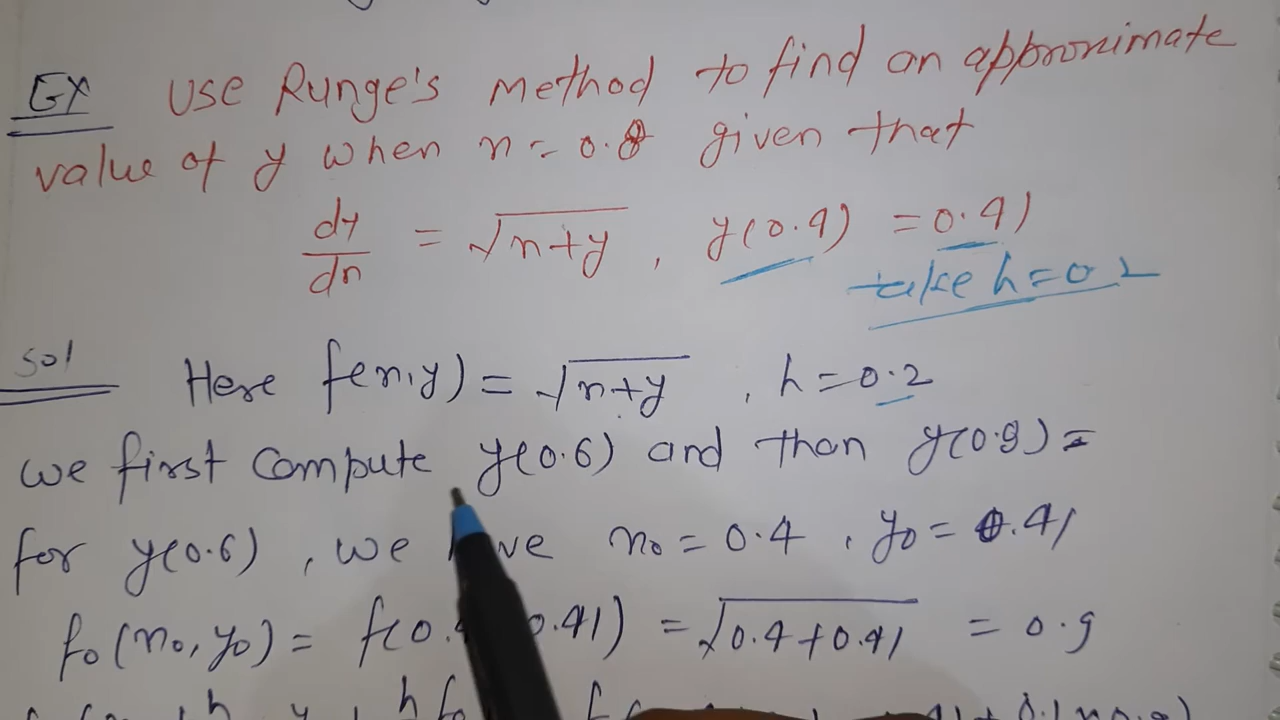 Ex Use Runge's method to find an approximate
value of y when x = 0.8 given that
dy/dx = √x+y , y(0.4) = 0.41
take h = 0.2
Sol Here f(x,y) = √x+y , h = 0.2
we first compute y(0.6) and than y(0.8) =
for y(0.6) , we have x₀ = 0.4 , y₀ = 0.41
f₀(x₀,y₀) = f(0.4 0.41) = √0.4+0.41 = 0.9